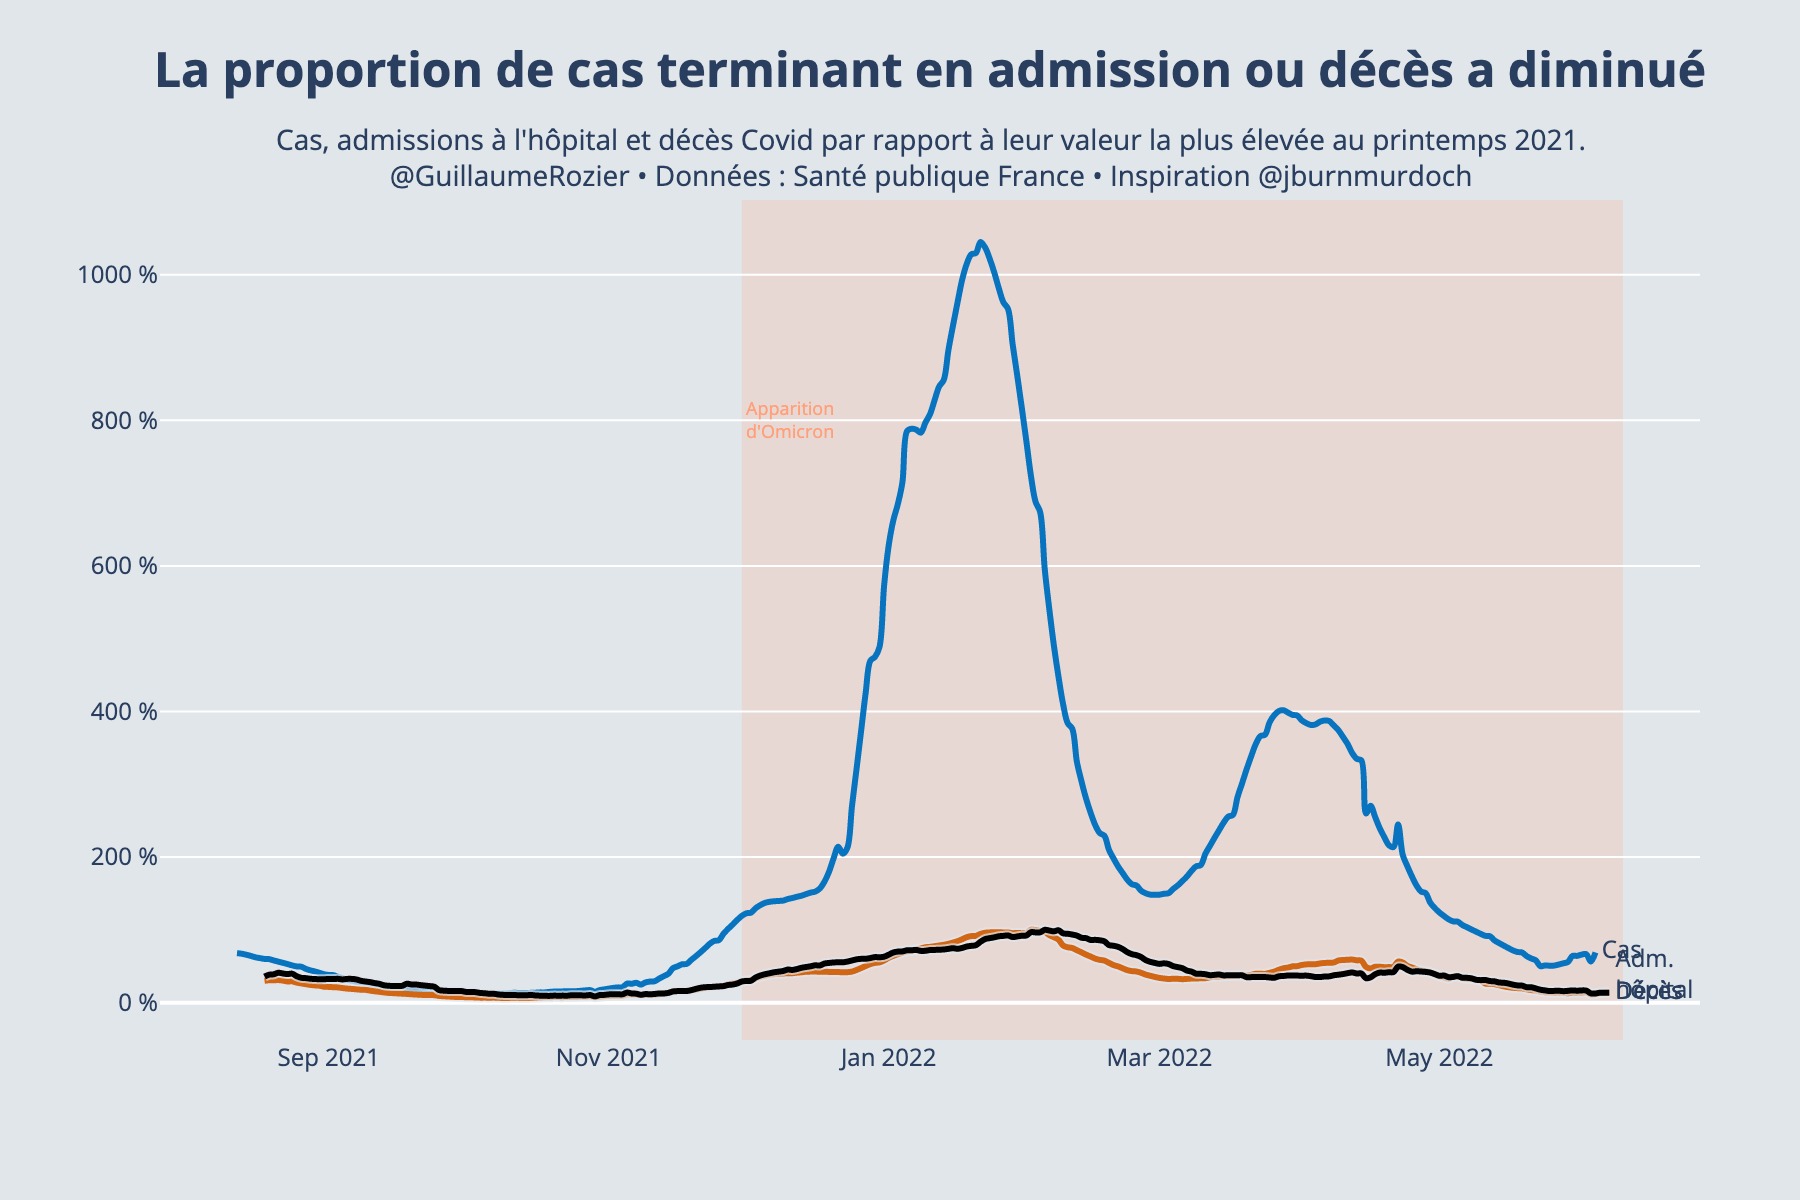 La proportion de cas terminant en admission ou décès a diminué
Cas, admissions à l'hôpital et décès Covid par rapport à leur valeur la plus élevée au printemps 2021.
@GuillaumeRozier • Données : Santé publique France • Inspiration @jburnmurdoch
1000 %
800 %
600 %
400 %
200 %
0 %
Apparition
d'Omicron
Cas
Adm.
hôpital
Décès
Sep 2021
Nov 2021
Jan 2022
Mar 2022
May 2022